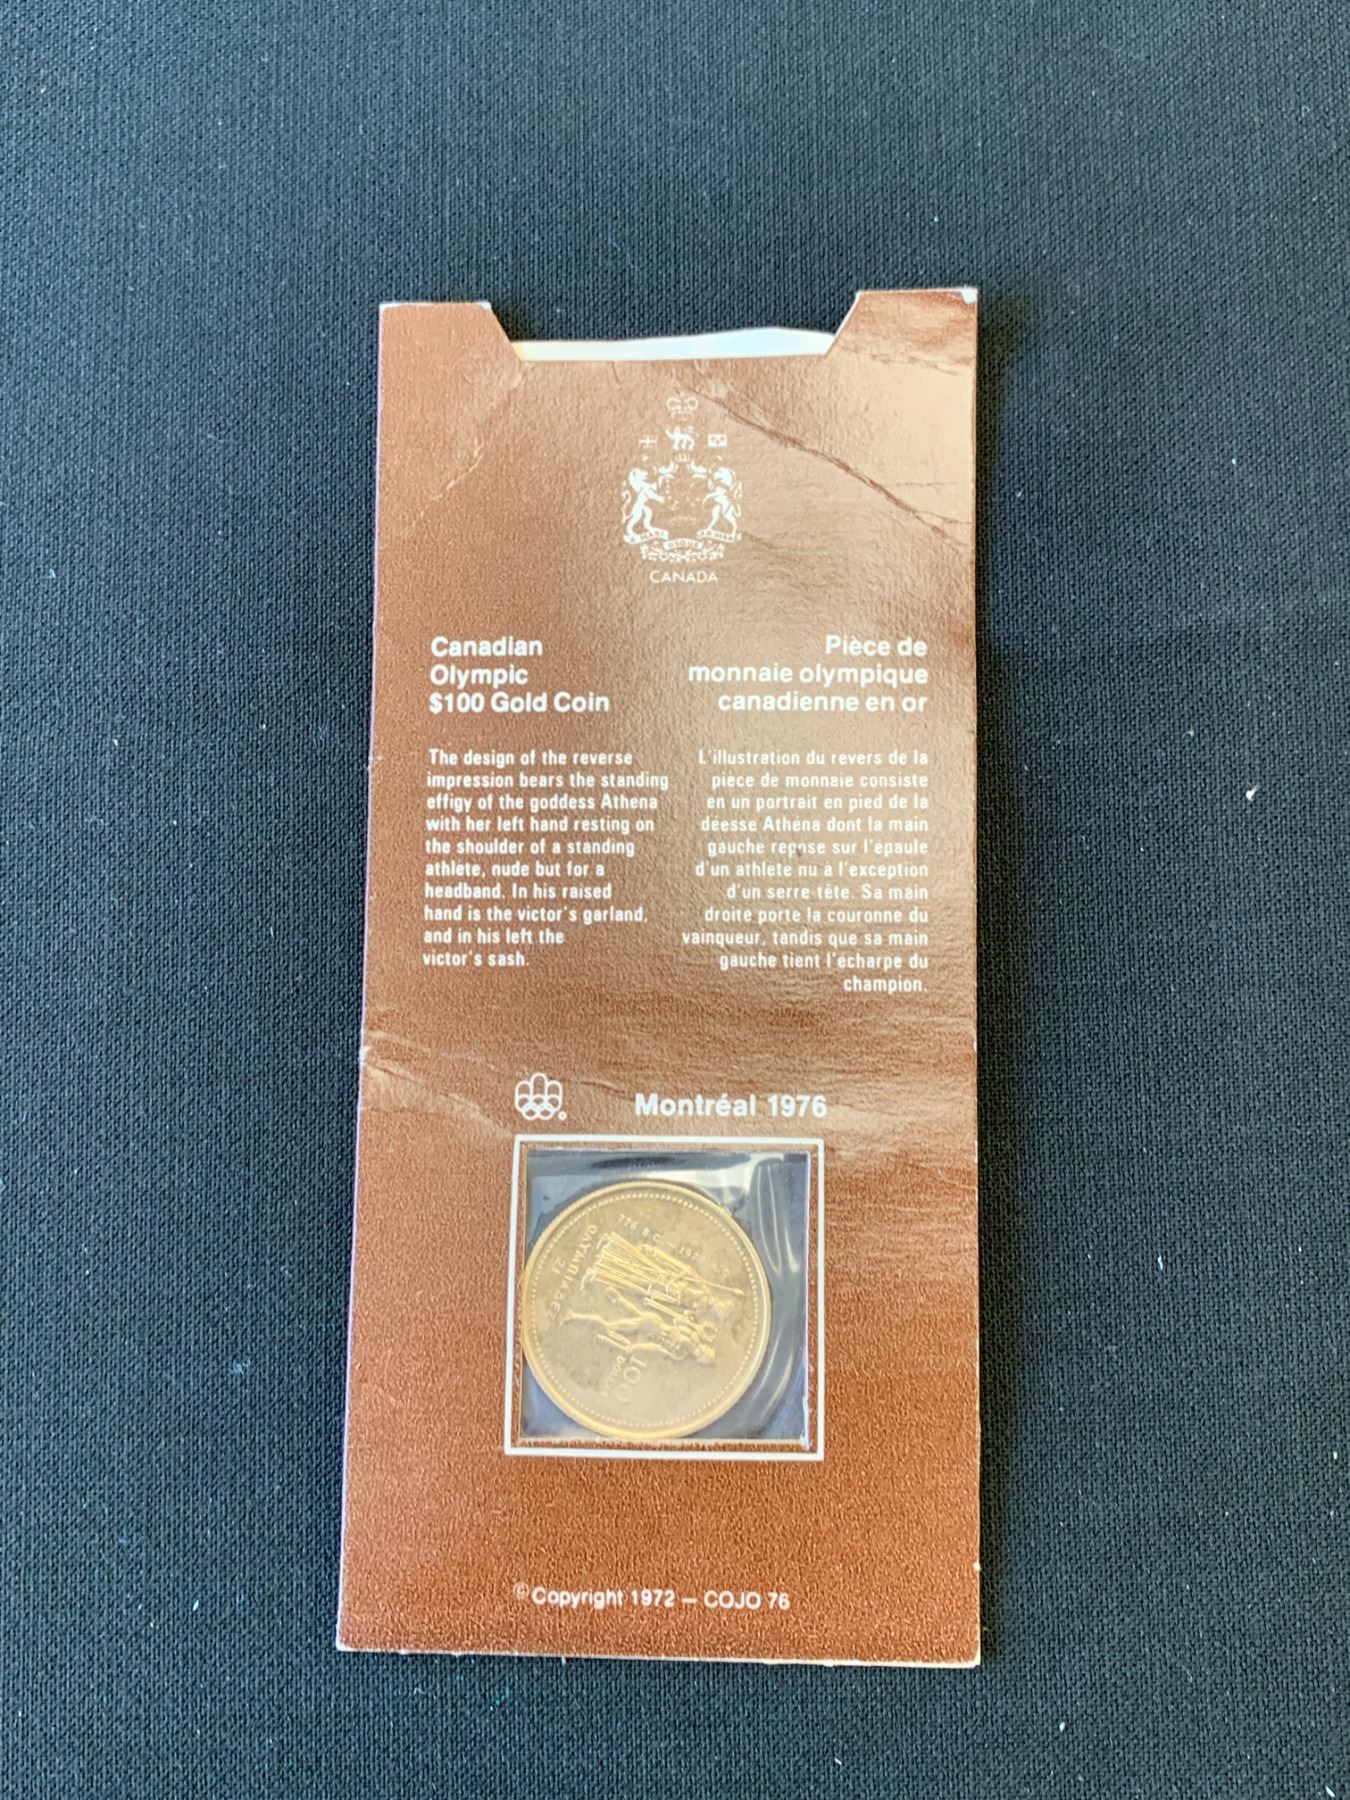 A MARI USQUE AD MARE
CANADA
Canadian
Olympic
$100 Gold Coin
The design of the reverse
impression bears the standing
effigy of the goddess Athena
with her left hand resting on
the shoulder of a standing
athlete, nude but for a
headband. In his raised
hand is the victor's garland,
and in his left the
victor's sash.
Pièce de
monnaie olympique
canadienne en or
L'illustration du revers de la
pièce de monnaie consiste
en un portrait en pied de la
déesse Athéna dont la main
gauche repose sur l'épaule
d'un athlète nu à l'exception
d'un serre-tête. Sa main
droite porte la couronne du
vainqueur, tandis que sa main
gauche tient l'écharpe du
champion.
Montréal 1976
776 B.C.
100
© Copyright 1972 — COJO 76